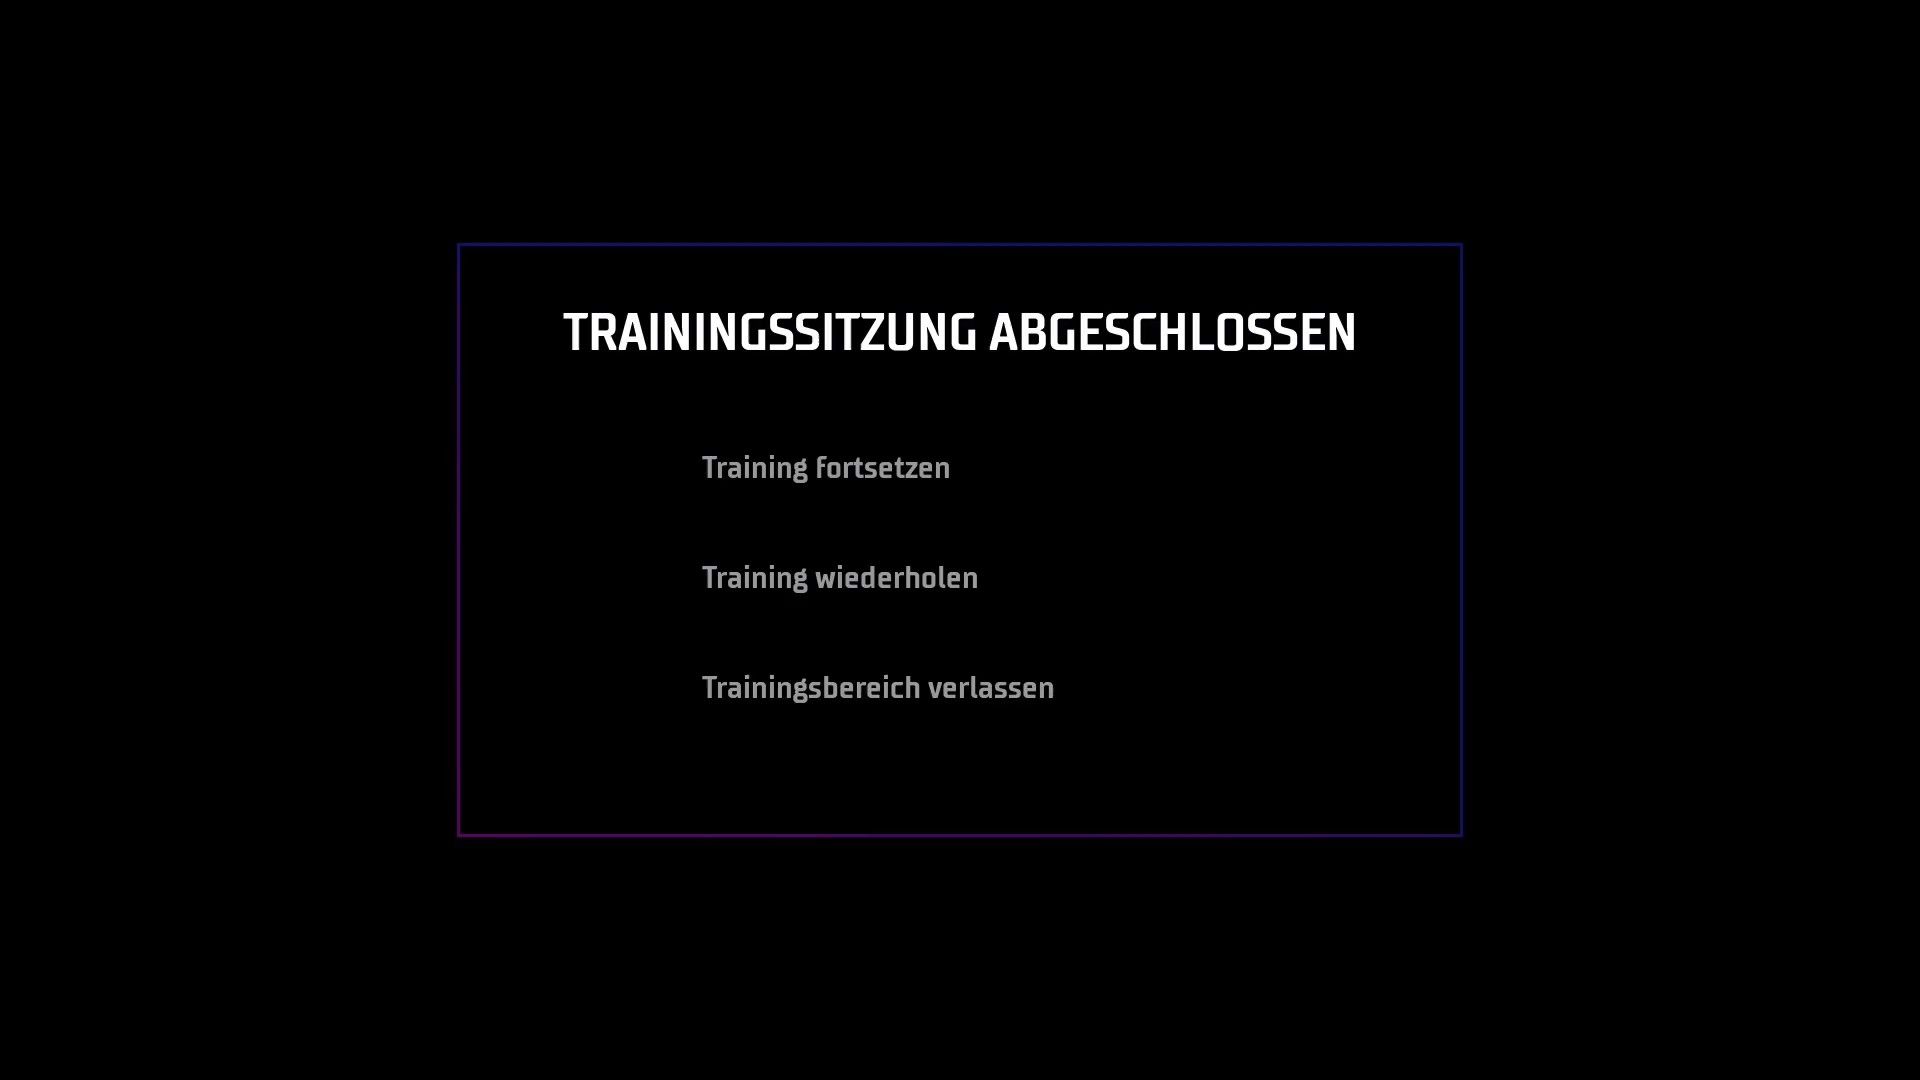 TRAININGSSITZUNG ABGESCHLOSSEN
Training fortsetzen
Training wiederholen
Trainingsbereich verlassen